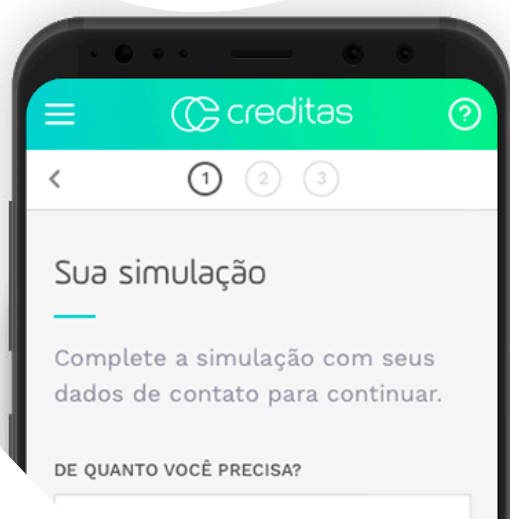 creditas
?
1 2 3
Sua simulação
Complete a simulação com seus
dados de contato para continuar.
DE QUANTO VOCÊ PRECISA?